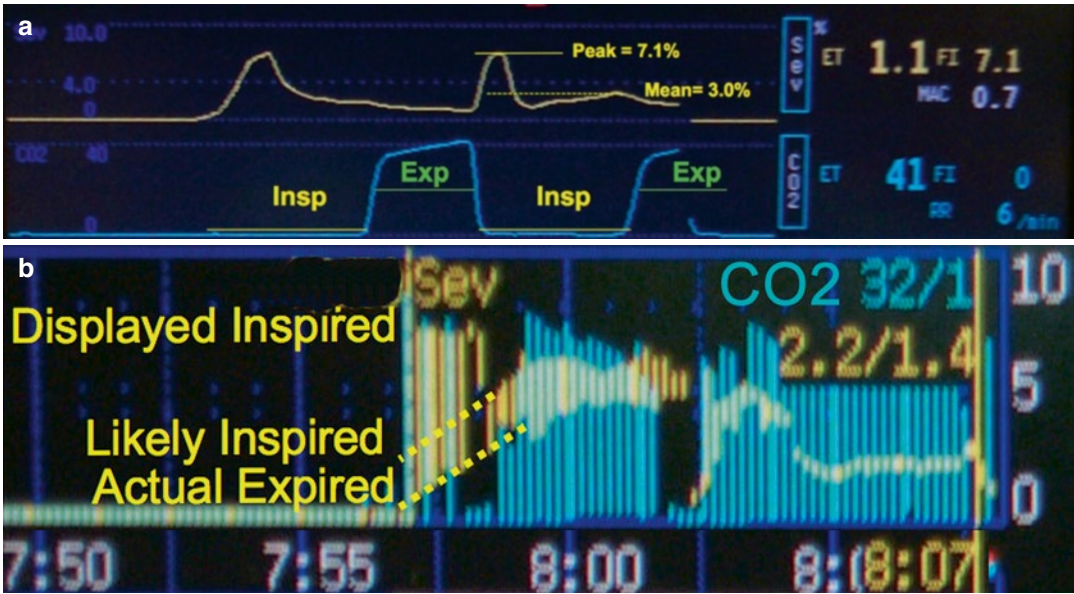 a
Sev 10.0
4.0
0
Peak = 7.1%
Mean= 3.0%
Sev
%
ET 1.1 FI 7.1
MAC 0.7
CO2 40
0
Insp
Exp
Insp
Exp
CO2
ET 41 FI 0
RR 6 /min
b
Sev
CO2 32/1
10
Displayed Inspired
2.2/1.4
5
Likely Inspired
Actual Expired
0
7:50 7:55 8:00 8:07